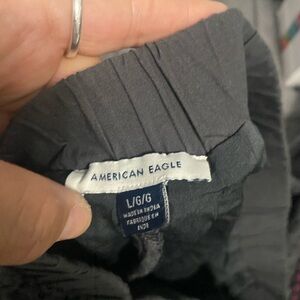 AMERICAN EAGLE
L/G/G
MADE IN INDIA
FABRIQUÉ EN
INDE